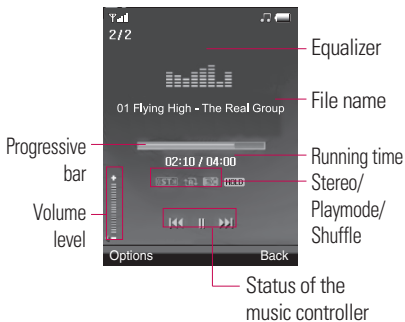 2/2
Equalizer
01 Flying High - The Real Group
File name
Progressive
bar
02:10 / 04:00
Running time
HOLD
Stereo/
Playmode/
Shuffle
Volume
level
Options
Back
Status of the
music controller